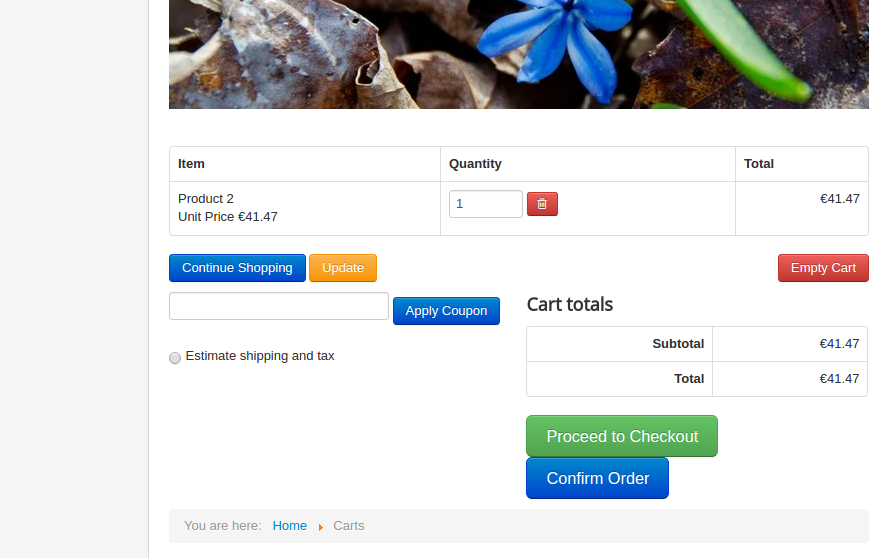 Item Quantity Total
Product 2
Unit Price €41.47
1
€41.47
Continue Shopping Update Empty Cart
Apply Coupon
Estimate shipping and tax
Cart totals
Subtotal €41.47
Total €41.47
Proceed to Checkout
Confirm Order
You are here: Home Carts